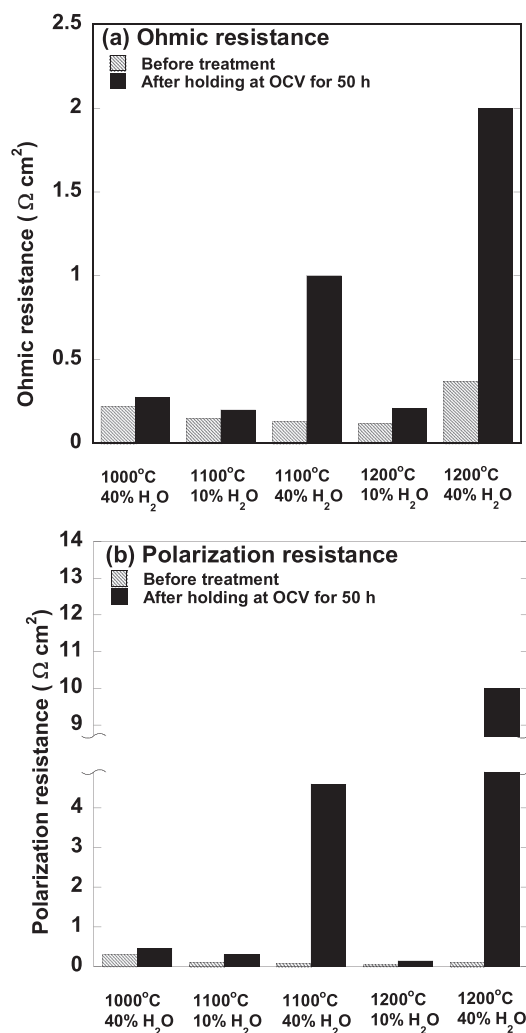 (a) Ohmic resistance
Before treatment
After holding at OCV for 50 h
Ohmic resistance ( Ω cm²)
2.5
2
1.5
1
0.5
0
1000°C 1100°C 1100°C 1200°C 1200°C
40% H₂O 10% H₂O 40% H₂O 10% H₂O 40% H₂O
(b) Polarization resistance
Before treatment
After holding at OCV for 50 h
Polarization resistance ( Ω cm²)
14
13
12
11
10
9
4
3
2
1
0
1000°C 1100°C 1100°C 1200°C 1200°C
40% H₂O 10% H₂O 40% H₂O 10% H₂O 40% H₂O